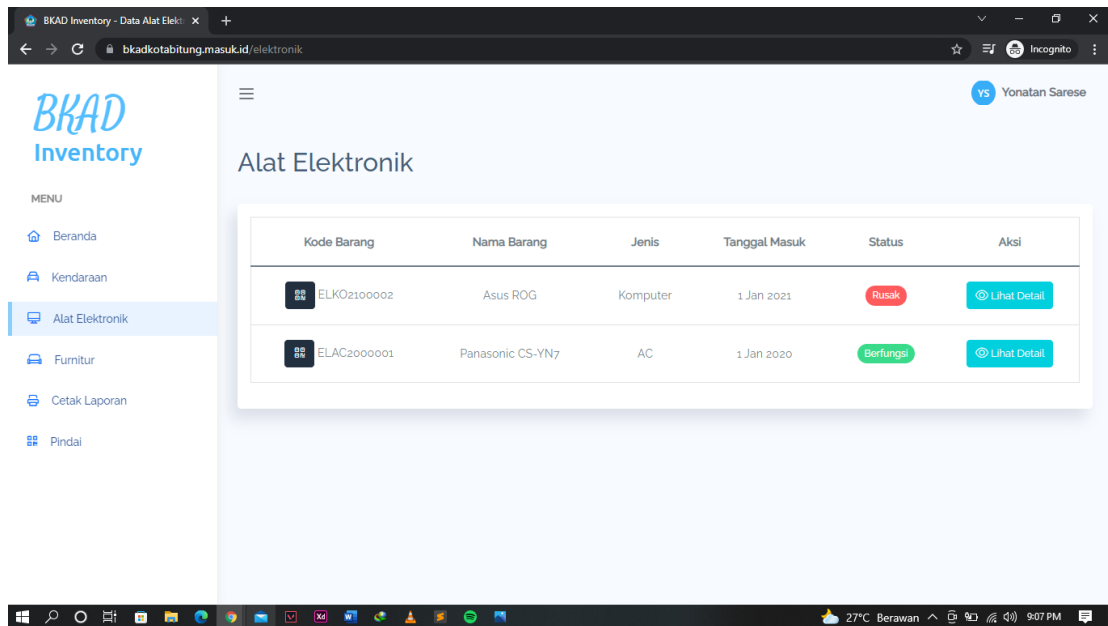 BKAD Inventory - Data Alat Elekt
bkadkotabitung.masuk.id/elektronik
Incognito
BKAD
Inventory
YS Yonatan Sarese
Alat Elektronik
MENU
Beranda
Kendaraan
Alat Elektronik
Furnitur
Cetak Laporan
Pindai
Kode Barang Nama Barang Jenis Tanggal Masuk Status Aksi
ELKO2100002 Asus ROG Komputer 1 Jan 2021 Rusak Lihat Detail
ELAC2000001 Panasonic CS-YN7 AC 1 Jan 2020 Berfungsi Lihat Detail
27°C Berawan 9:07 PM